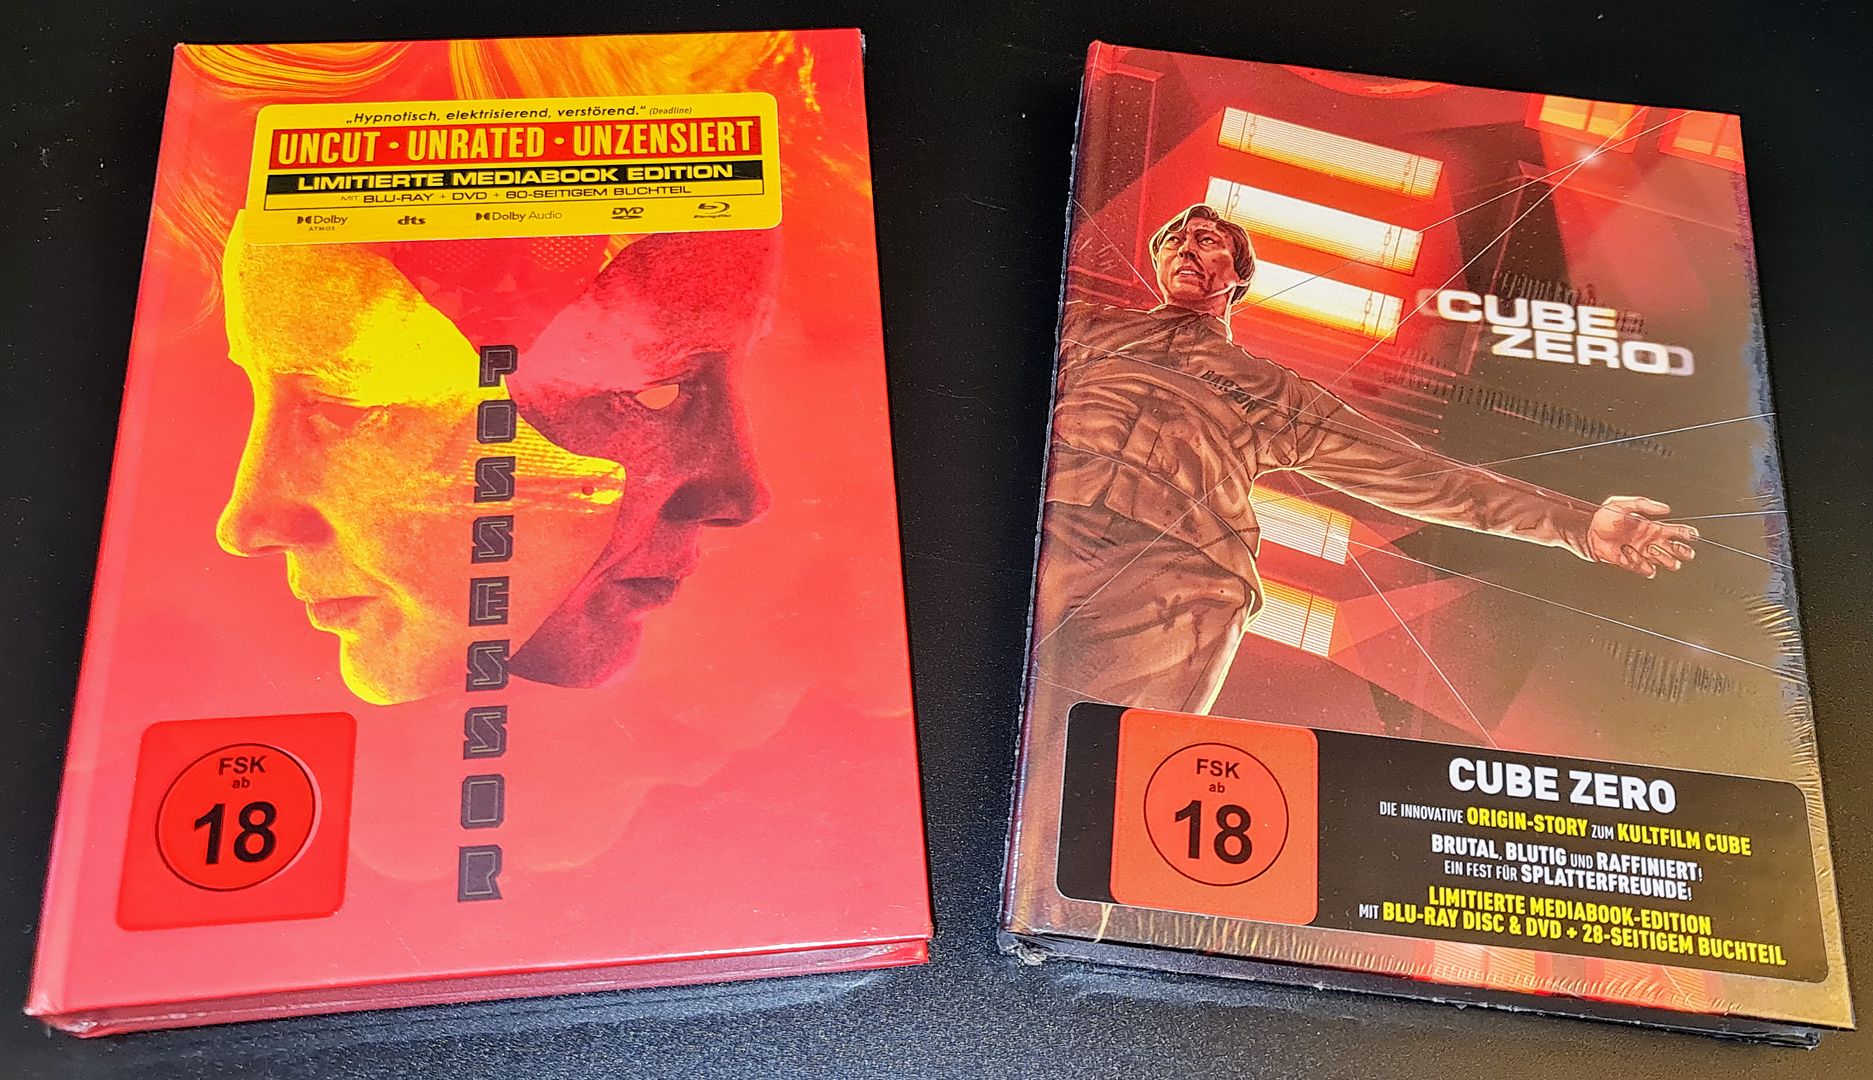 „Hypnotisch, elektrisierend, verstörend.“ (Deadline)
UNCUT • UNRATED • UNZENSIERT
LIMITIERTE MEDIABOOK EDITION
MIT BLU-RAY + DVD + 60-SEITIGEM BUCHTEIL
Dolby ATMOS dts Dolby Audio DVD Blu-ray Disc
POSSESSOR
FSK
ab
18
CUBE
ZERO
FSK
ab
18
CUBE ZERO
DIE INNOVATIVE ORIGIN-STORY ZUM KULTFILM CUBE
BRUTAL, BLUTIG UND RAFFINIERT!
EIN FEST FÜR SPLATTERFREUNDE!
LIMITIERTE MEDIABOOK-EDITION
MIT BLU-RAY DISC & DVD + 28-SEITIGEM BUCHTEIL